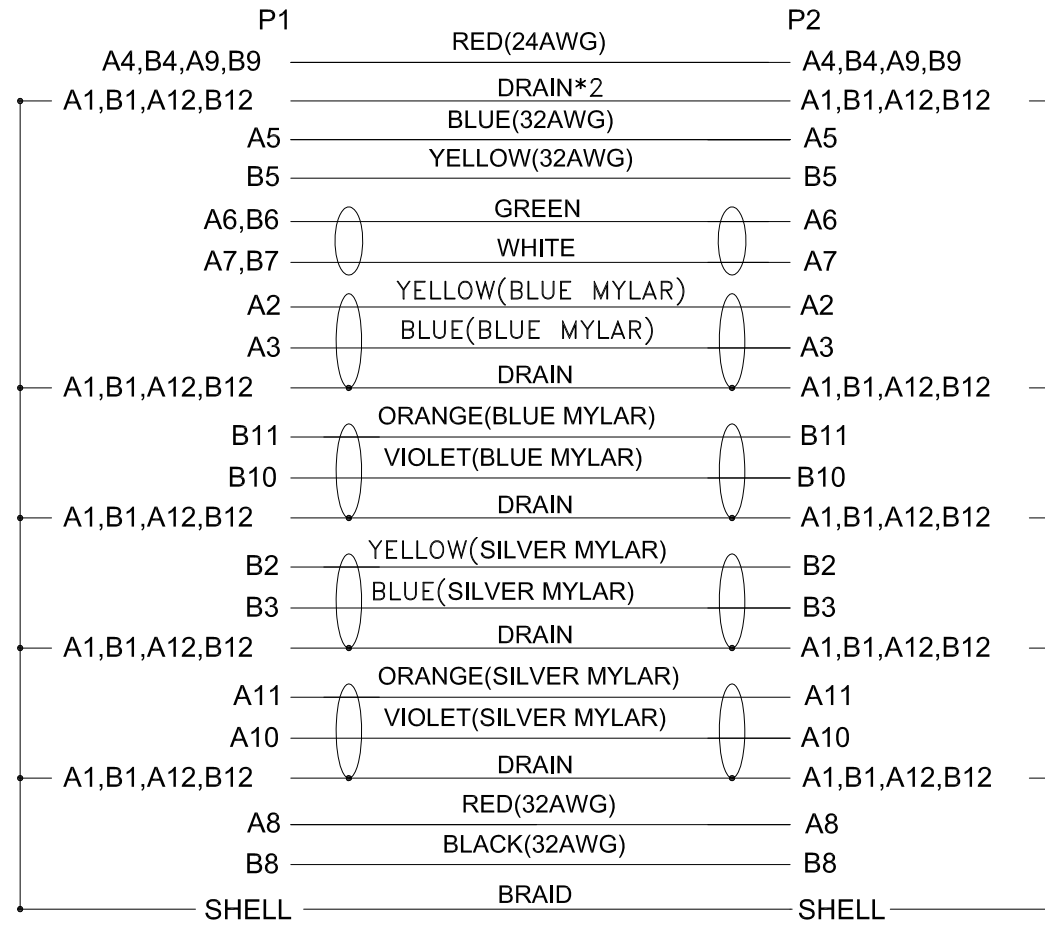 P1 P2
A4,B4,A9,B9 RED(24AWG) A4,B4,A9,B9
A1,B1,A12,B12 DRAIN*2 A1,B1,A12,B12
A5 BLUE(32AWG) A5
B5 YELLOW(32AWG) B5
A6,B6 GREEN A6
A7,B7 WHITE A7
A2 YELLOW(BLUE MYLAR) A2
A3 BLUE(BLUE MYLAR) A3
A1,B1,A12,B12 DRAIN A1,B1,A12,B12
B11 ORANGE(BLUE MYLAR) B11
B10 VIOLET(BLUE MYLAR) B10
A1,B1,A12,B12 DRAIN A1,B1,A12,B12
B2 YELLOW(SILVER MYLAR) B2
B3 BLUE(SILVER MYLAR) B3
A1,B1,A12,B12 DRAIN A1,B1,A12,B12
A11 ORANGE(SILVER MYLAR) A11
A10 VIOLET(SILVER MYLAR) A10
A1,B1,A12,B12 DRAIN A1,B1,A12,B12
A8 RED(32AWG) A8
B8 BLACK(32AWG) B8
SHELL BRAID SHELL